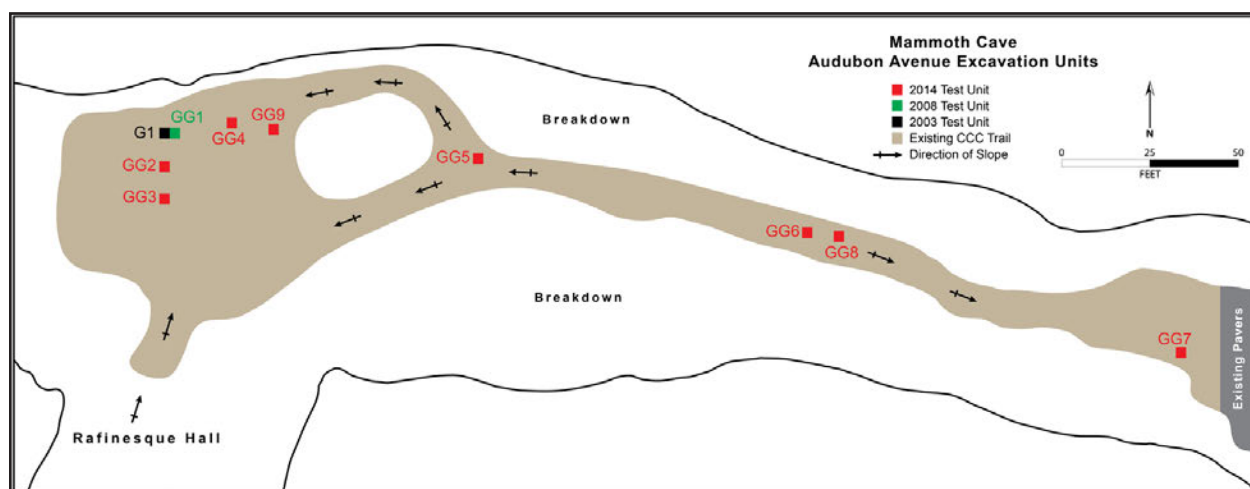 Mammoth Cave
Audubon Avenue Excavation Units
2014 Test Unit
2008 Test Unit
2003 Test Unit
Existing CCC Trail
Direction of Slope
N
0 25 50
FEET
Breakdown
G1
GG1
GG4
GG9
GG2
GG3
GG5
GG6
GG8
Breakdown
GG7
Existing Pavers
Rafinesque Hall